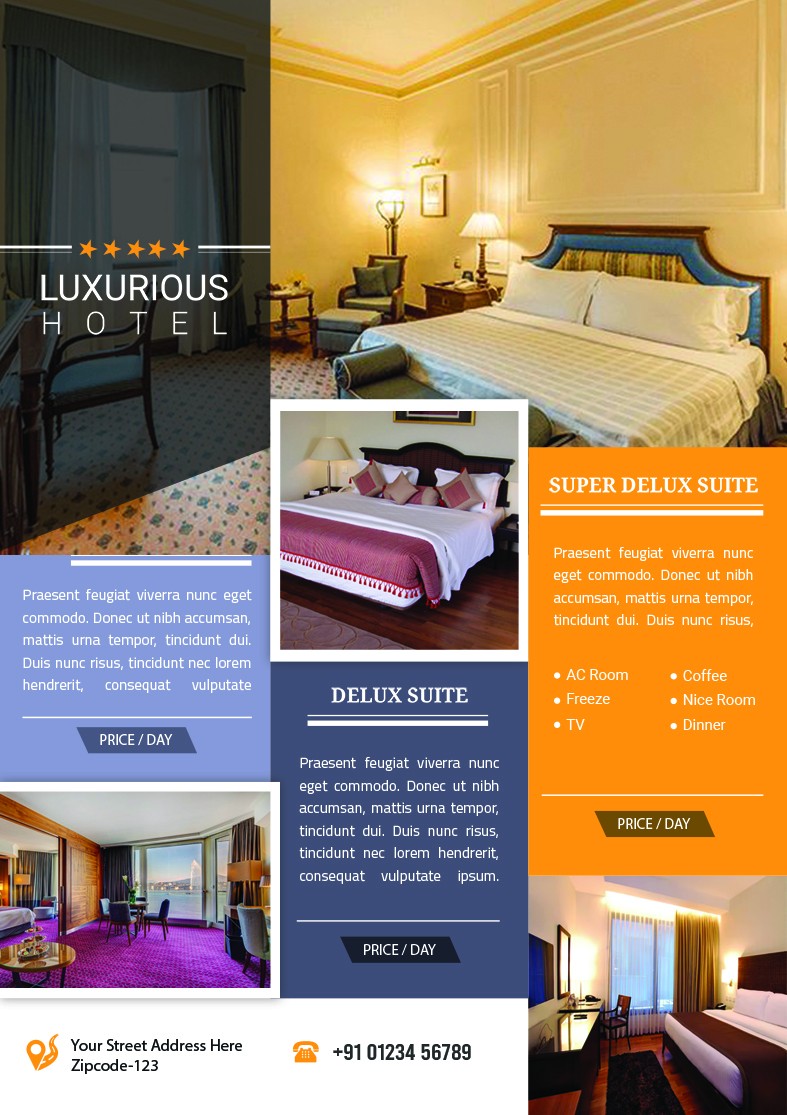 LUXURIOUS
HOTEL
Praesent feugiat viverra nunc eget
commodo. Donec ut nibh accumsan,
mattis urna tempor, tincidunt dui.
Duis nunc risus, tincidunt nec lorem
hendrerit, consequat vulputate
PRICE / DAY
DELUX SUITE
Praesent feugiat viverra nunc
eget commodo. Donec ut nibh
accumsan, mattis urna tempor,
tincidunt dui. Duis nunc risus,
tincidunt nec lorem hendrerit,
consequat vulputate ipsum.
PRICE / DAY
SUPER DELUX SUITE
Praesent feugiat viverra nunc
eget commodo. Donec ut nibh
accumsan, mattis urna tempor,
tincidunt dui. Duis nunc risus,
AC Room
Freeze
TV
Coffee
Nice Room
Dinner
PRICE / DAY
Your Street Address Here
Zipcode-123
+91 01234 56789